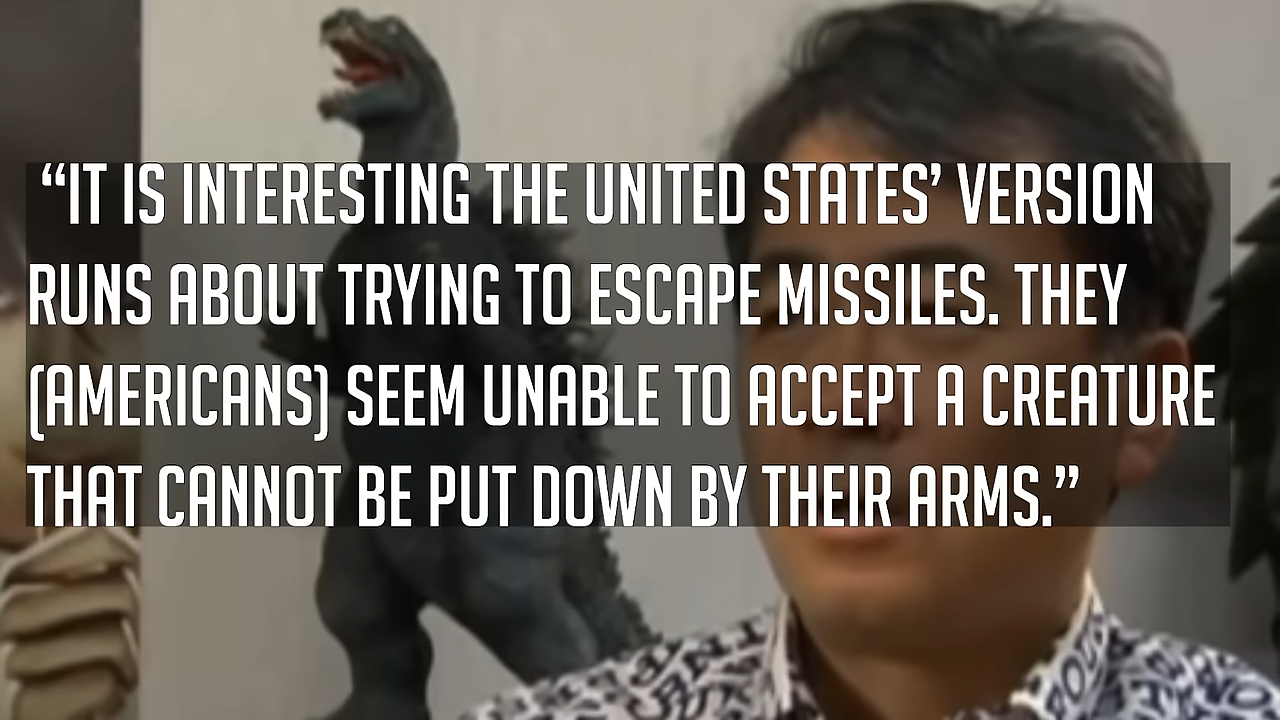 “IT IS INTERESTING THE UNITED STATES’ VERSION
RUNS ABOUT TRYING TO ESCAPE MISSILES. THEY
(AMERICANS) SEEM UNABLE TO ACCEPT A CREATURE
THAT CANNOT BE PUT DOWN BY THEIR ARMS.”